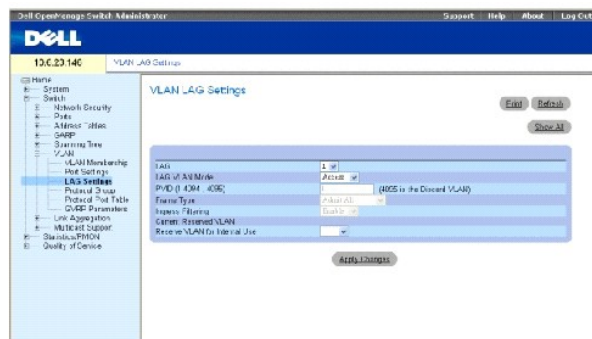 Dell OpenManage Switch Administrator
Support Help About Log Out
DELL
10.6.23.146
VLAN LAG Settings
Home
System
Switch
Network Security
Ports
Address Tables
GARP
Spanning Tree
VLAN
VLAN Membership
Port Settings
LAG Settings
Protocol Group
Protocol Port Table
GVRP Parameters
Link Aggregation
Multicast Support
Statistics/RMON
Quality of Service
VLAN LAG Settings
Print Refresh
Show All
LAG 1
LAG VLAN Mode Access
PVID (1-4094 , 4095) (4095 is the Discard VLAN)
Frame Type Admit All
Ingress Filtering Enable
Current Reserved VLAN
Reserve VLAN for Internal Use
Apply Changes